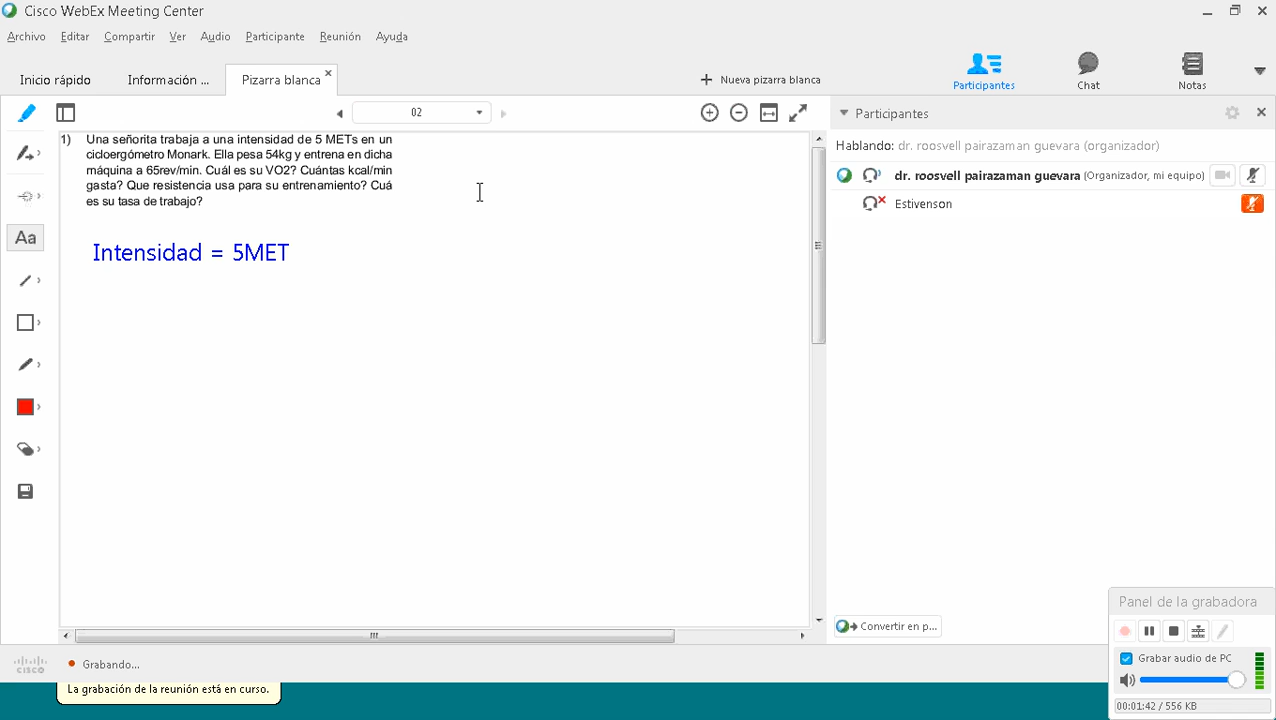 Cisco WebEx Meeting Center
Archivo Editar Compartir Ver Audio Participante Reunión Ayuda
Inicio rápido Información ... Pizarra blanca Nueva pizarra blanca Participantes Chat Notas
02
Participantes
1) Una señorita trabaja a una intensidad de 5 METs en un
cicloergómetro Monark. Ella pesa 54kg y entrena en dicha
máquina a 65rev/min. Cuál es su VO2? Cuántas kcal/min
gasta? Que resistencia usa para su entrenamiento? Cuá
es su tasa de trabajo?
Hablando: dr. roosvell pairazaman guevara (organizador)
dr. roosvell pairazaman guevara (Organizador, mi equipo)
Estivenson
Aa
Intensidad = 5MET
Convertir en p...
Panel de la grabadora
Grabar audio de PC
00:01:42 / 556 KB
cisco
Grabando...
La grabación de la reunión está en curso.